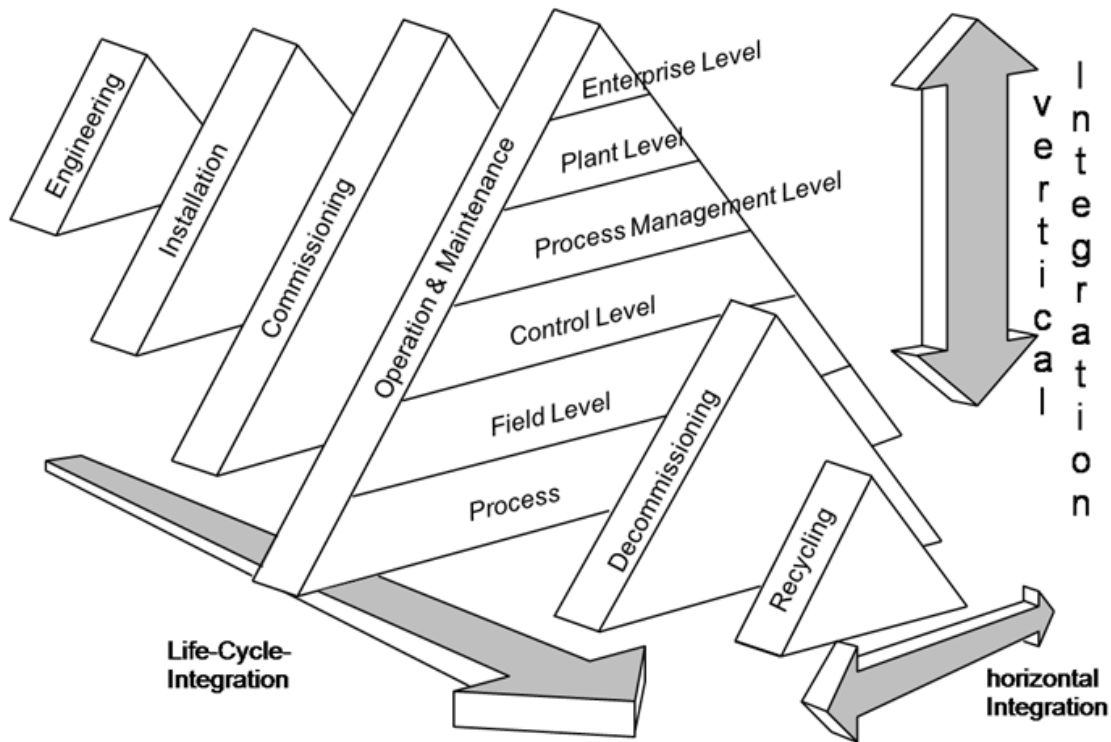 Engineering
Installation
Commissioning
Operation & Maintenance
Enterprise Level
Plant Level
Process Management Level
Control Level
Field Level
Process
Decommissioning
Recycling
vertical
Integration
Life-Cycle-
Integration
horizontal
Integration